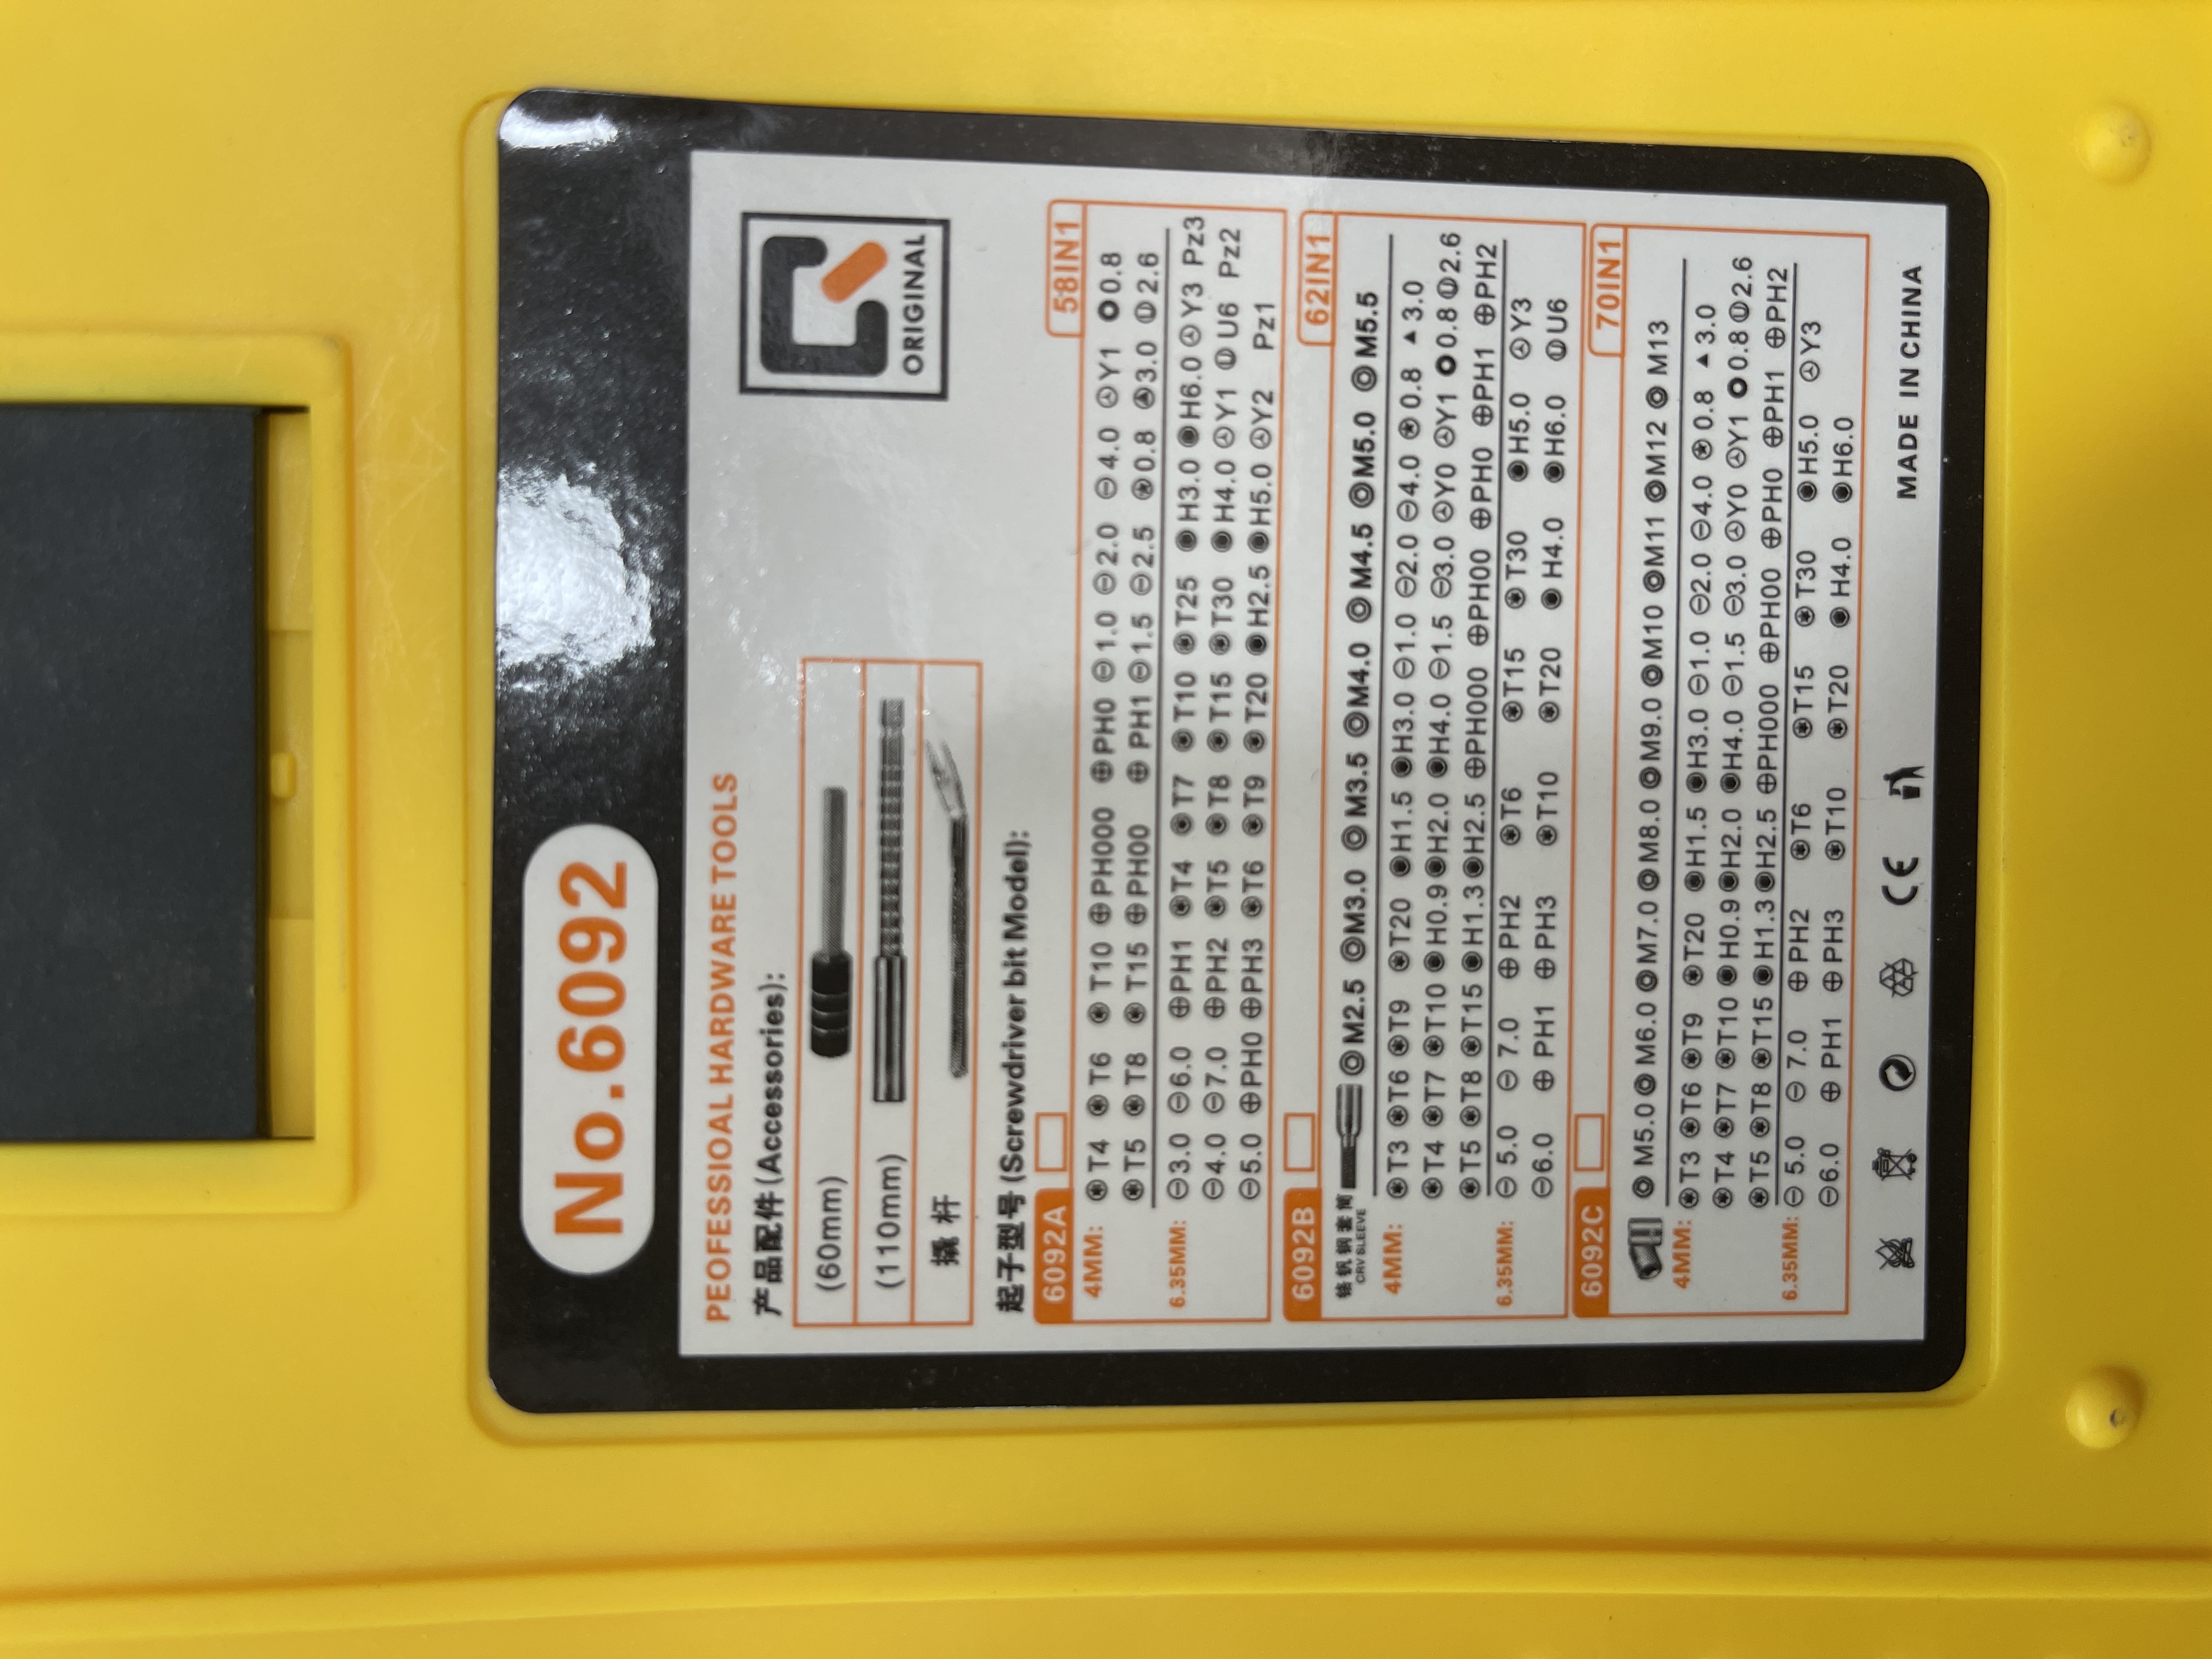 No.6092
ORIGINAL
PEOFESSIOAL HARDWARE TOOLS
产品配件(Accessories):
(60mm)
(110mm)
撬杆
起子型号(Screwdriver bit Model):
6092A 58IN1
4MM: T4 T6 T10 ⊕PH000 ⊕PH0 ⊖1.0 ⊖2.0 ⊖4.0 Y1 0.8
T5 T8 T15 ⊕PH00 ⊕PH1 ⊖1.5 ⊖2.5 0.8 3.0 2.6
6.35MM: ⊖3.0 ⊖6.0 ⊕PH1 T4 T7 T10 T25 H3.0 H6.0 Y3 Pz3
⊖4.0 ⊖7.0 ⊕PH2 T5 T8 T15 T30 H4.0 Y1 U6 Pz2
⊖5.0 ⊕PH0 ⊕PH3 T6 T9 T20 H2.5 H5.0 Y2 Pz1
6092B 62IN1
铬钒钢套筒 M2.5 M3.0 M3.5 M4.0 M4.5 M5.0 M5.5
CRV SLEEVE
4MM: T3 T6 T9 T20 H1.5 H3.0 ⊖1.0 ⊖2.0 ⊖4.0 0.8 ▲3.0
T4 T7 T10 H0.9 H2.0 H4.0 ⊖1.5 ⊖3.0 Y0 Y1 0.8 2.6
T5 T8 T15 H1.3 H2.5 ⊕PH000 ⊕PH00 ⊕PH0 ⊕PH1 ⊕PH2
6.35MM: ⊖5.0 ⊖7.0 ⊕PH2 T6 T15 T30 H5.0 Y3
⊖6.0 ⊕PH1 ⊕PH3 T10 T20 H4.0 H6.0 U6
6092C 70IN1
M5.0 M6.0 M7.0 M8.0 M9.0 M10 M11 M12 M13
4MM: T3 T6 T9 T20 H1.5 H3.0 ⊖1.0 ⊖2.0 ⊖4.0 0.8 ▲3.0
T4 T7 T10 H0.9 H2.0 H4.0 ⊖1.5 ⊖3.0 Y0 Y1 0.8 2.6
T5 T8 T15 H1.3 H2.5 ⊕PH000 ⊕PH00 ⊕PH0 ⊕PH1 ⊕PH2
6.35MM: ⊖5.0 ⊖7.0 ⊕PH2 T6 T15 T30 H5.0 Y3
⊖6.0 ⊕PH1 ⊕PH3 T10 T20 H4.0 H6.0
CE MADE IN CHINA